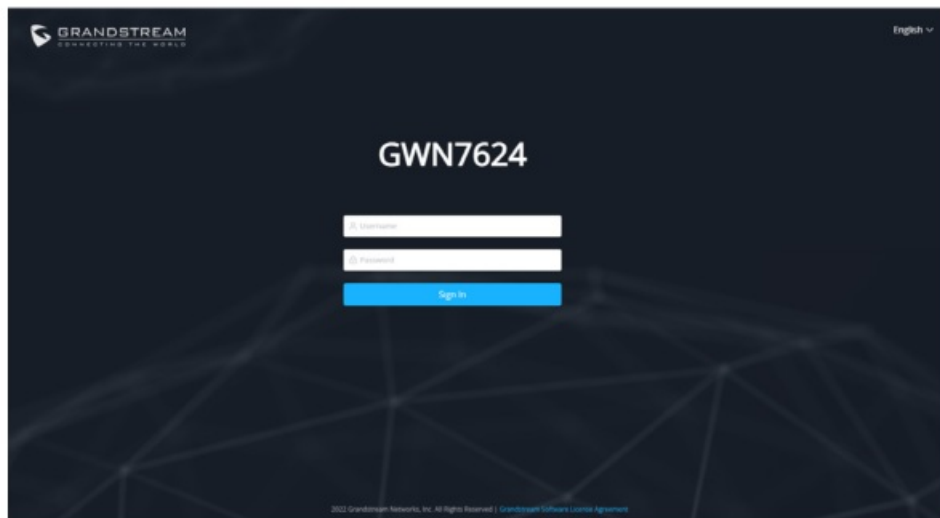 GRANDSTREAM
CONNECTING THE WORLD
English
GWN7624
Username
Password
Sign In
2022 Grandstream Networks, Inc. All Rights Reserved | Grandstream Software License Agreement